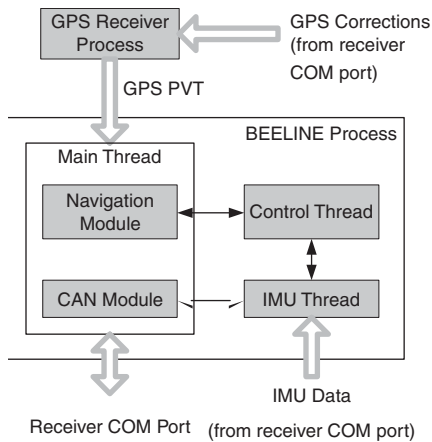 GPS Receiver
Process
GPS Corrections
(from receiver
COM port)
GPS PVT
BEELINE Process
Main Thread
Navigation
Module
Control Thread
CAN Module
IMU Thread
Receiver COM Port
IMU Data
(from receiver COM port)